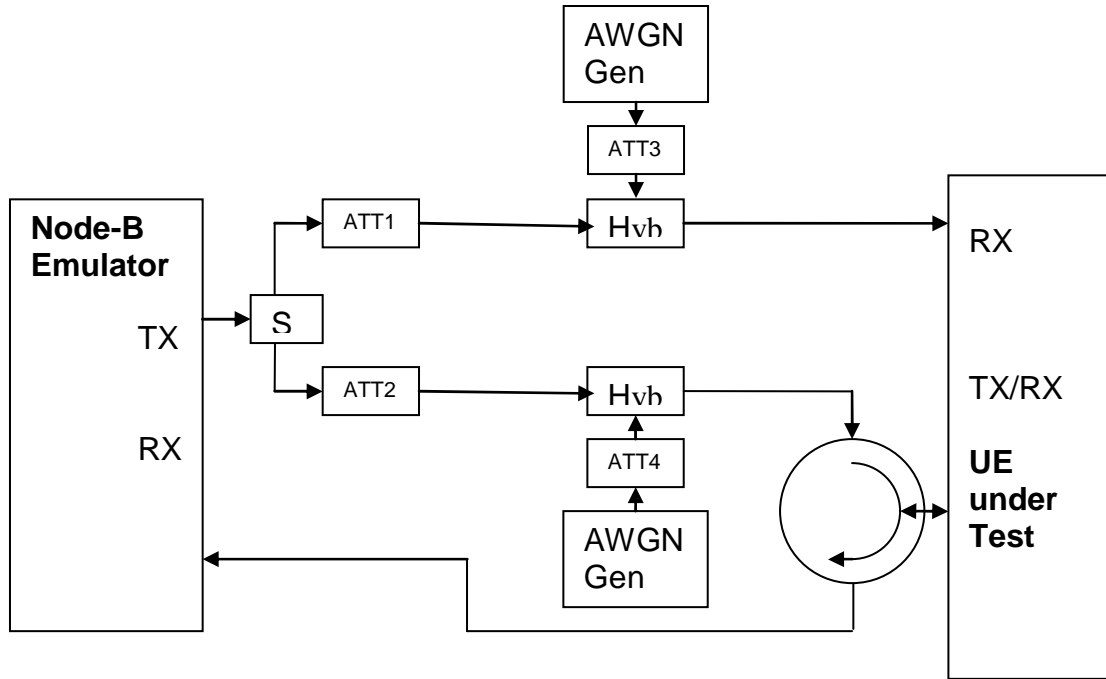 AWGN
Gen
ATT3
Node-B
Emulator
ATT1
Hyb
RX
S
TX
ATT2
Hyb
TX/RX
RX
ATT4
UE
under
Test
AWGN
Gen